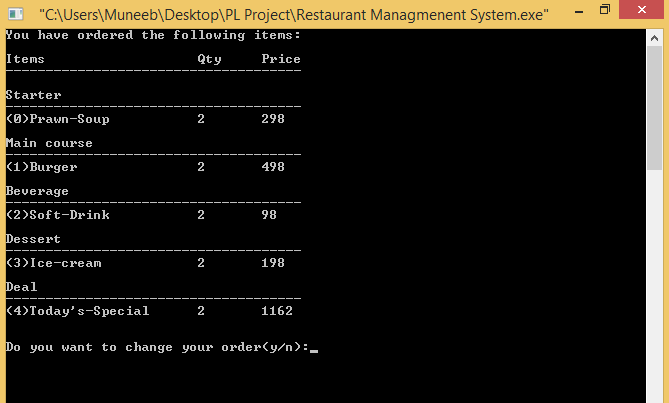 "C:\Users\Muneeb\Desktop\PL Project\Restaurant Managmenent System.exe"
You have ordered the following items:
Items Qty Price
-------------------------------------
Starter
-------------------------------------
(0)Prawn-Soup 2 298
Main course
-------------------------------------
(1)Burger 2 498
Beverage
-------------------------------------
(2)Soft-Drink 2 98
Dessert
-------------------------------------
(3)Ice-cream 2 198
Deal
-------------------------------------
(4)Today's-Special 2 1162
Do you want to change your order(y/n):_